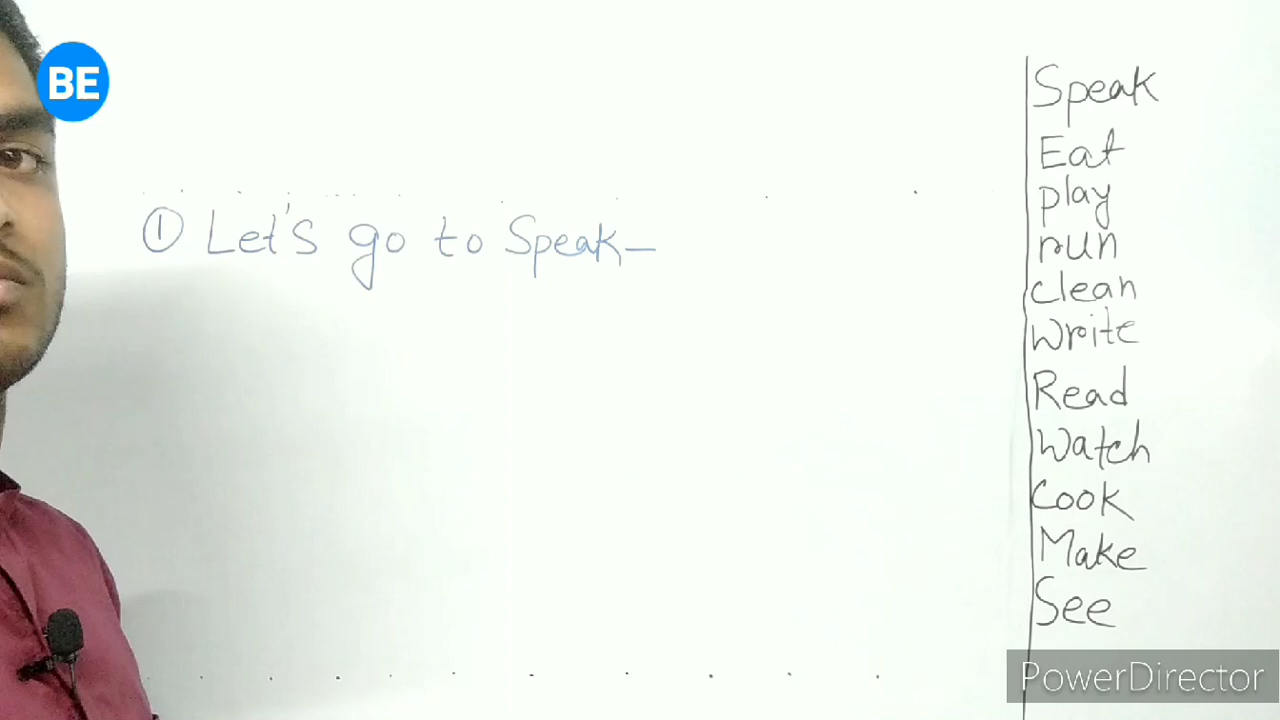 BE
① Let's go to Speak—
Speak
Eat
play
run
clean
Write
Read
Watch
Cook
Make
See
PowerDirector